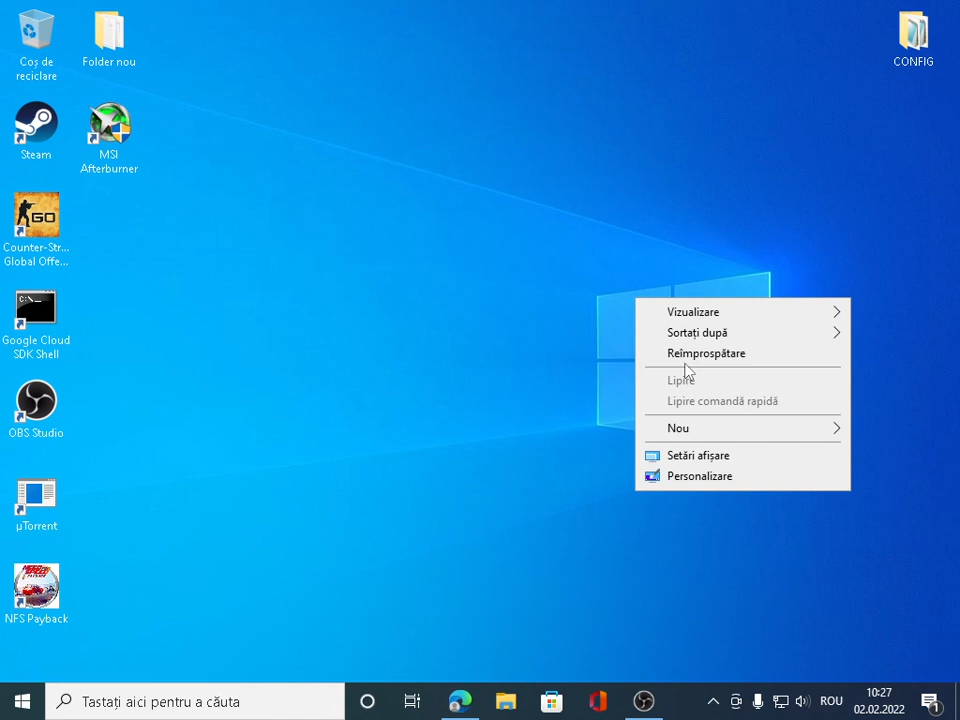 Coș de
reciclare
Folder nou
CONFIG
Steam
MSI
Afterburner
GO
Counter-Str...
Global Offe...
C:\_
Google Cloud
SDK Shell
OBS Studio
µTorrent
NFS Payback
Vizualizare
Sortați după
Reîmprospătare
Lipire
Lipire comandă rapidă
Nou
Setări afișare
Personalizare
Tastați aici pentru a căuta
ROU
10:27
02.02.2022
1